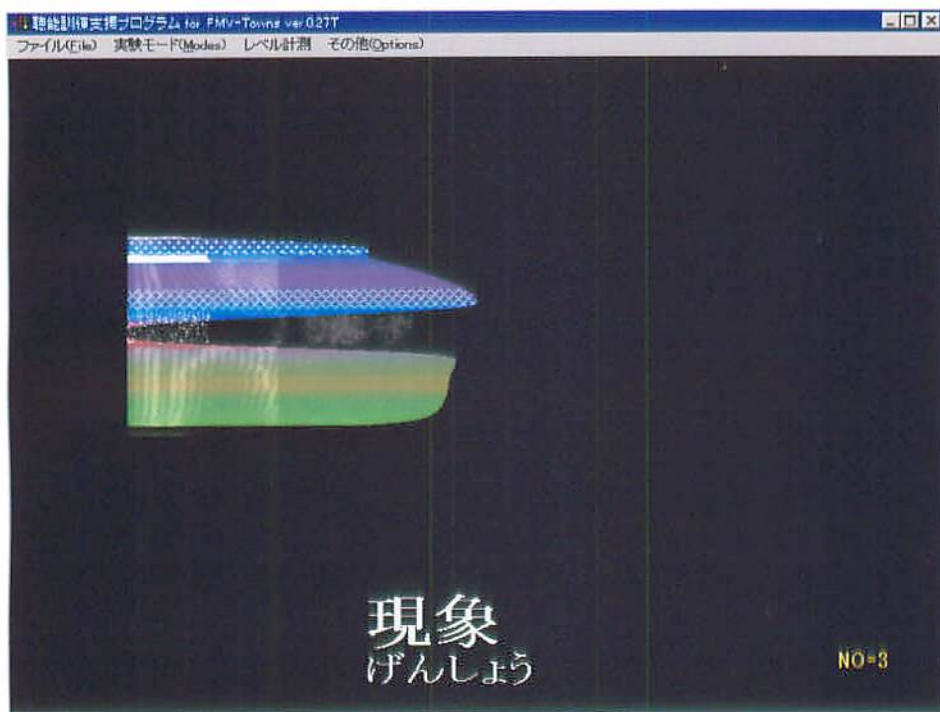 聴能訓練支援プログラム for FMV-Towns ver0.27T
ファイル(File) 実験モード(Modes) レベル計測 その他(Options)
現象
げんしょう
NO=3